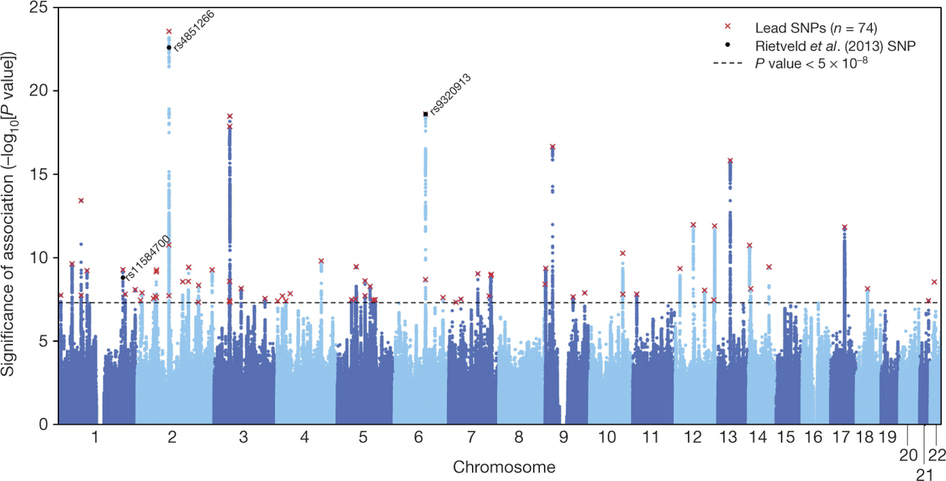 25
20
15
10
5
0
Significance of association (–log10[P value])
rs4851266
rs9320913
rs11584700
Lead SNPs (n = 74)
Rietveld et al. (2013) SNP
P value < 5 × 10–8
1 2 3 4 5 6 7 8 9 10 11 12 13 14 15 16 17 18 19 20 21 22
Chromosome